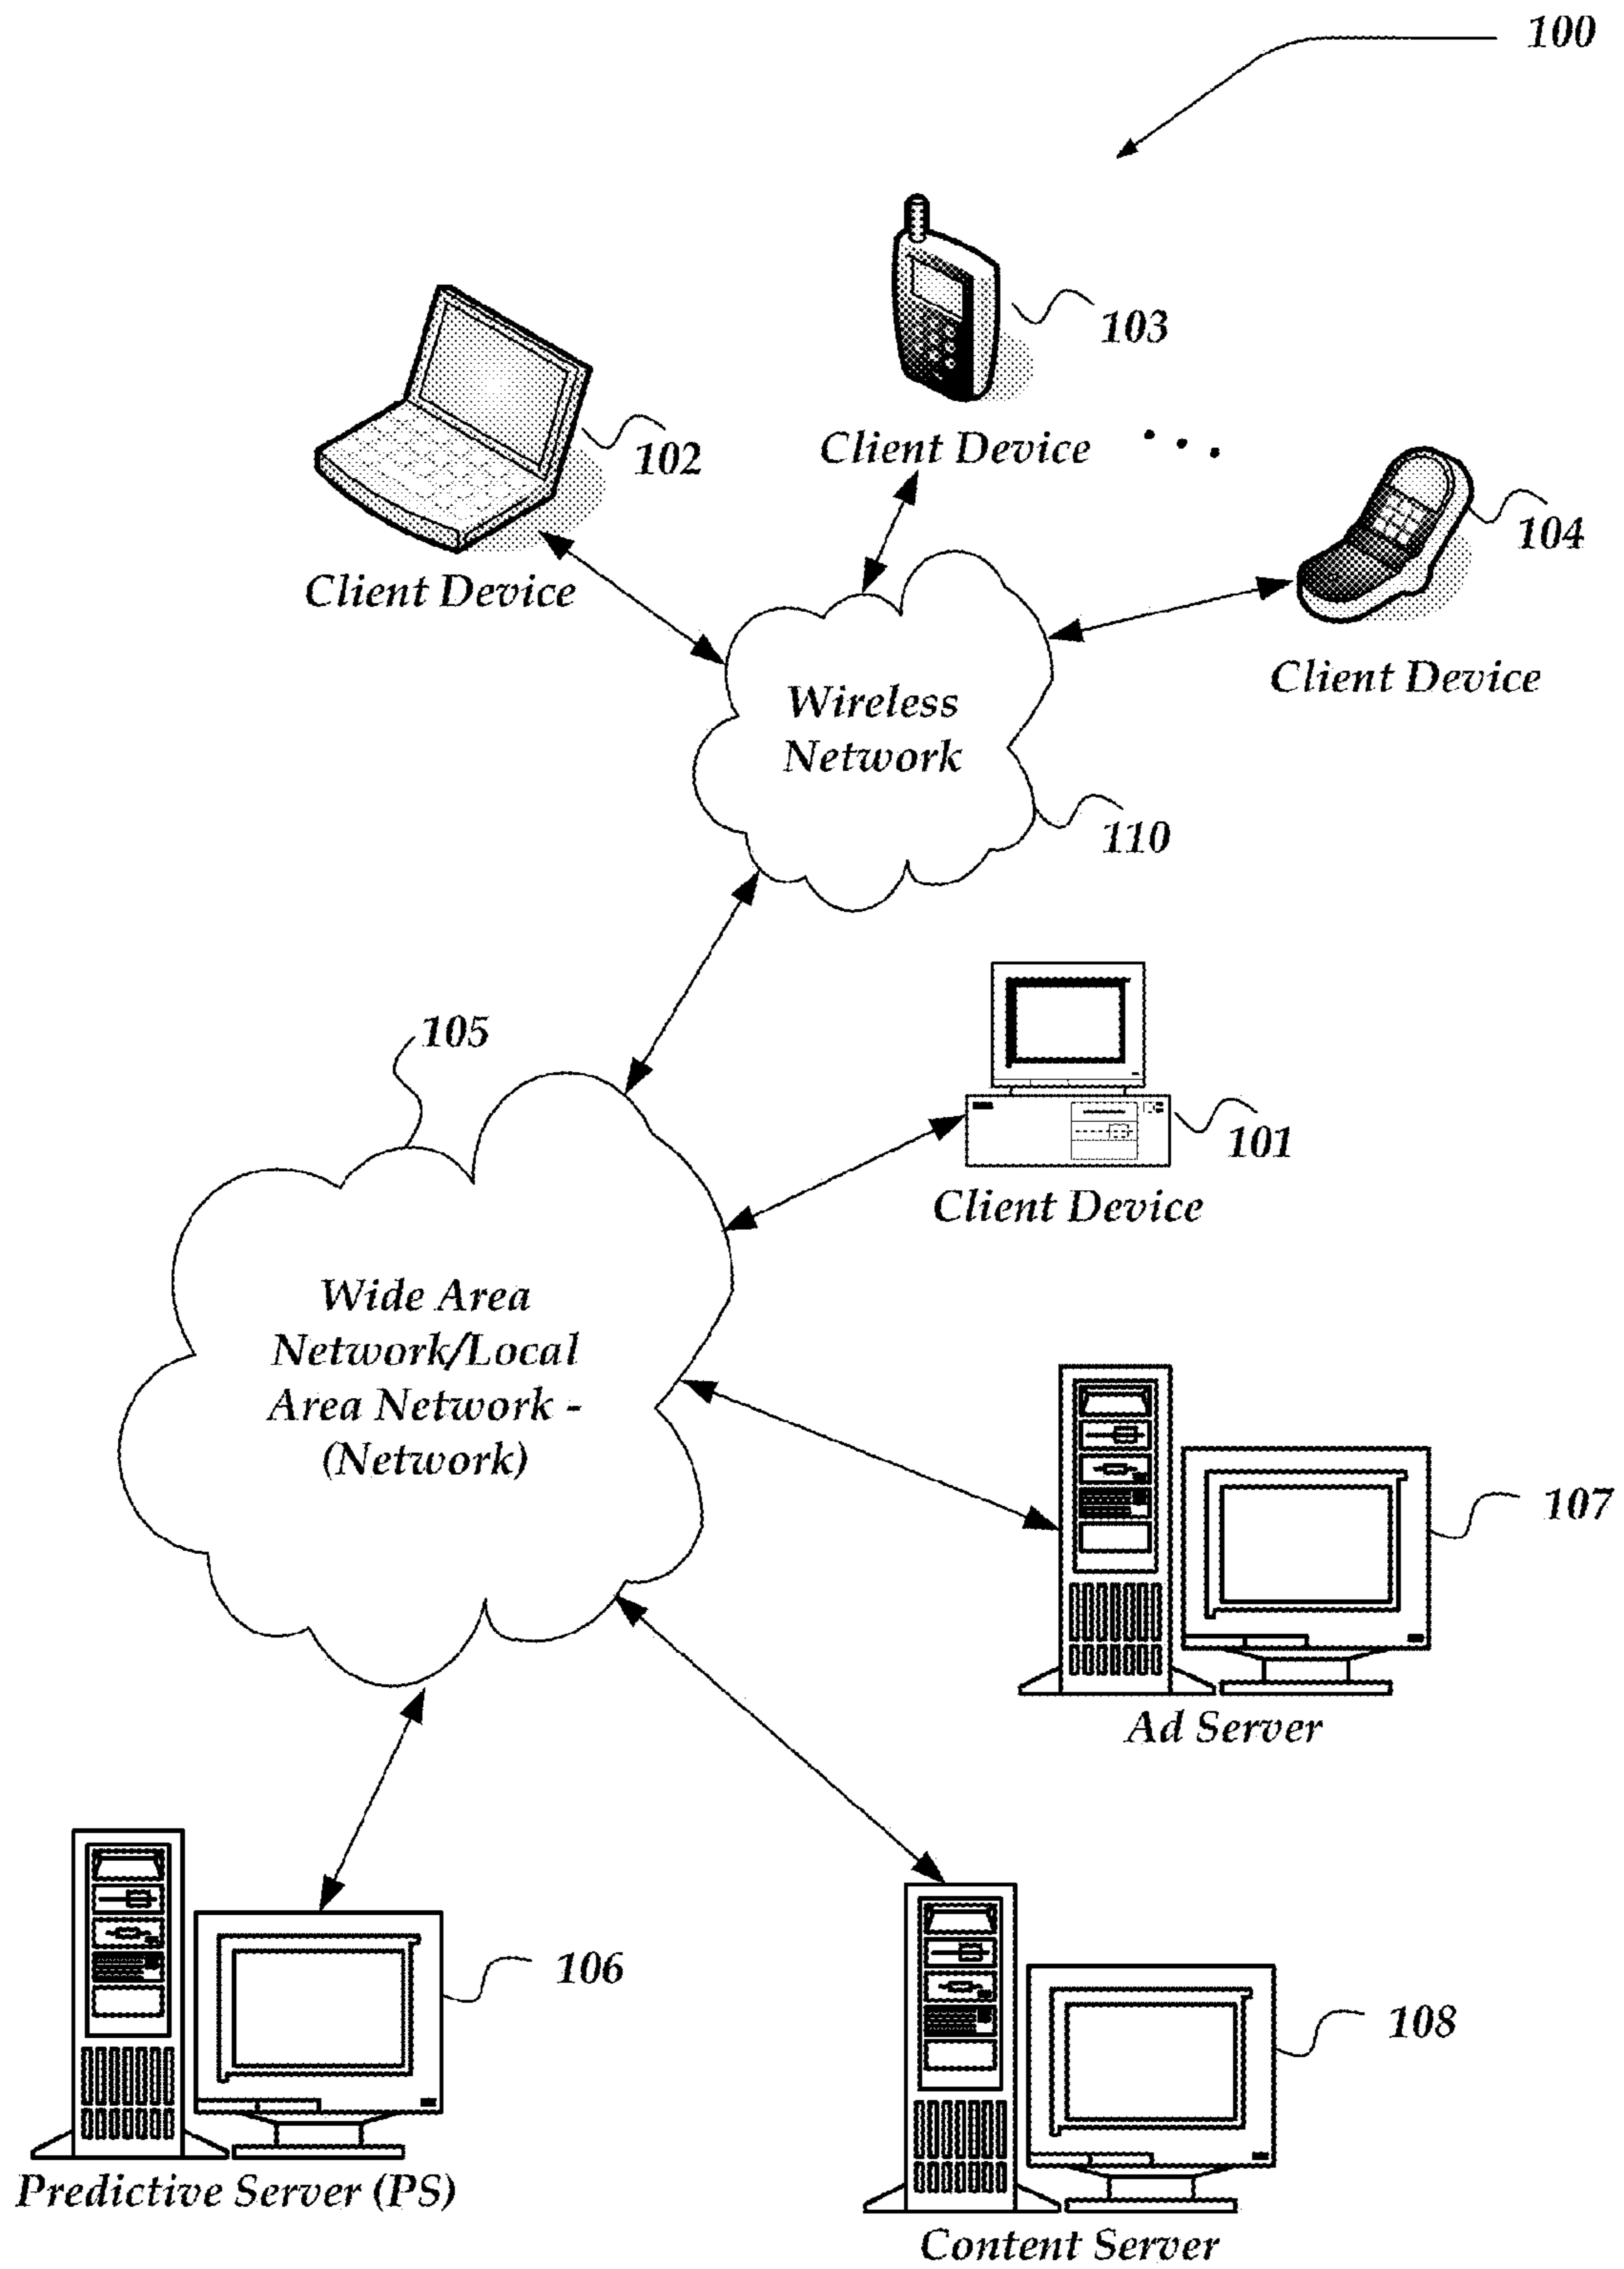 100
103
Client Device
102
104
Client Device
Client Device
Wireless
Network
110
105
101
Client Device
Wide Area
Network/Local
Area Network -
(Network)
107
Ad Server
106
108
Predictive Server (PS)
Content Server